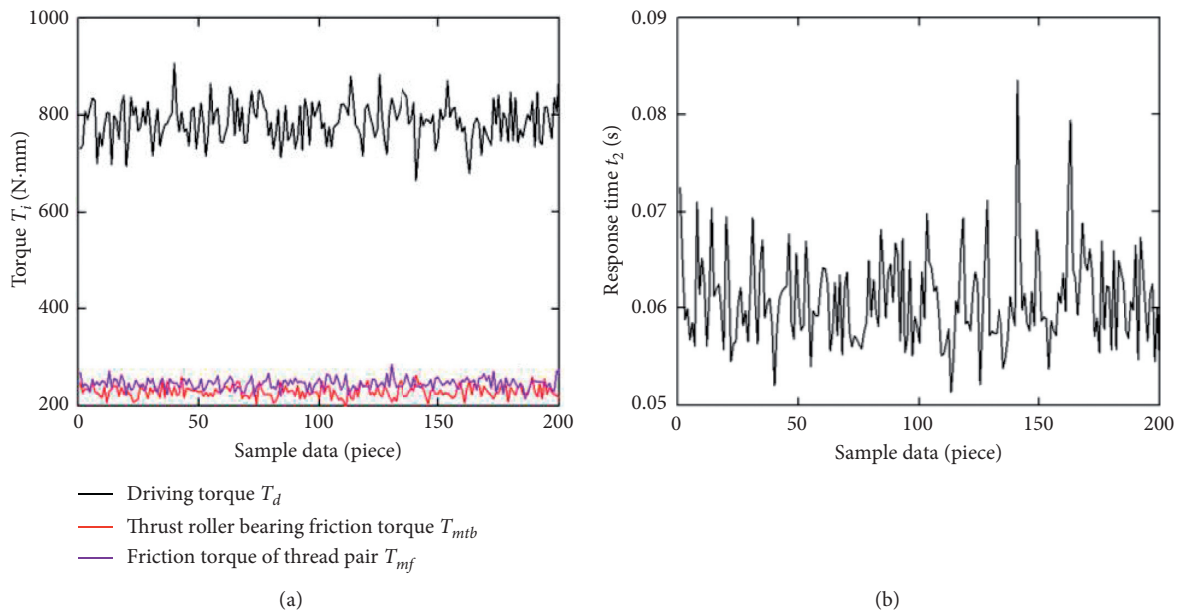 1000
800
600
400
200
Torque T_i (N·mm)
0 50 100 150 200
Sample data (piece)
Driving torque T_d
Thrust roller bearing friction torque T_mtb
Friction torque of thread pair T_mf
(a)
0.09
0.08
0.07
0.06
0.05
Response time t_2 (s)
0 50 100 150 200
Sample data (piece)
(b)